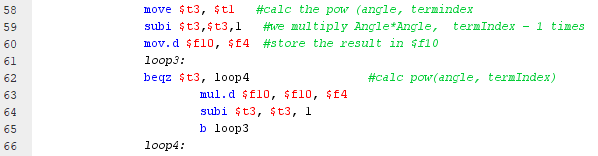 58 move $t3, $t1 #calc the pow (angle, termindex
59 subi $t3,$t3,1 #we multiply Angle*Angle, termIndex - 1 times
60 mov.d $f10, $f4 #store the result in $f10
61 loop3:
62 beqz $t3, loop4 #calc pow(angle, termIndex)
63 mul.d $f10, $f10, $f4
64 subi $t3, $t3, 1
65 b loop3
66 loop4: